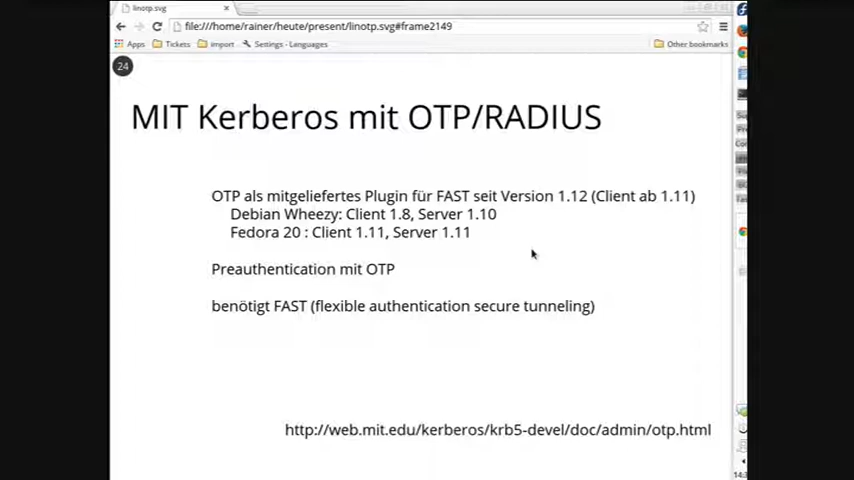 linotp.svg
file:///home/rainer/heute/present/linotp.svg#frame2149
Apps Tickets import Settings - Languages Other bookmarks
24
MIT Kerberos mit OTP/RADIUS
OTP als mitgeliefertes Plugin für FAST seit Version 1.12 (Client ab 1.11)
Debian Wheezy: Client 1.8, Server 1.10
Fedora 20 : Client 1.11, Server 1.11
Preauthentication mit OTP
benötigt FAST (flexible authentication secure tunneling)
http://web.mit.edu/kerberos/krb5-devel/doc/admin/otp.html